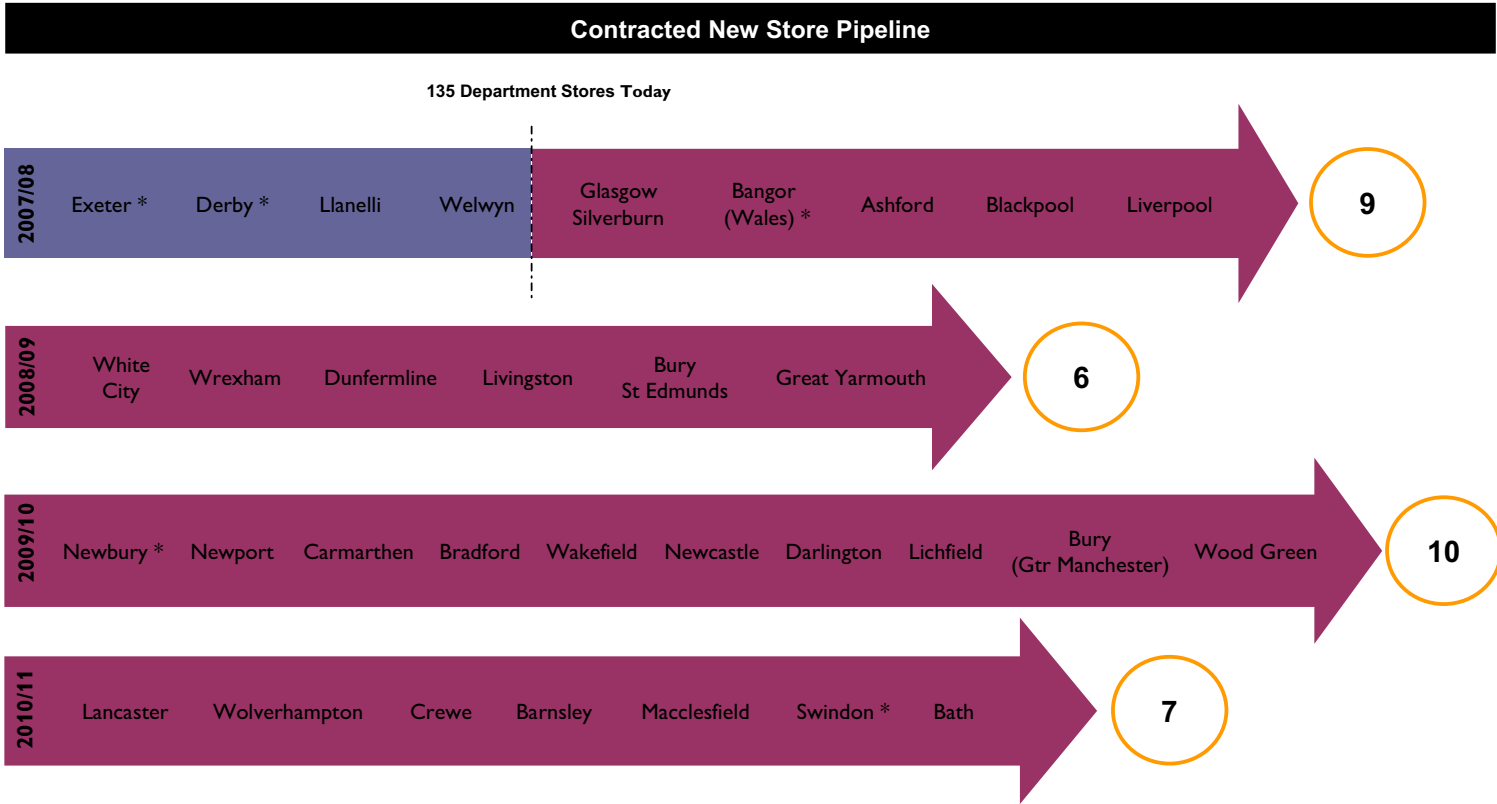 Contracted New Store Pipeline
135 Department Stores Today
2007/08
Exeter *
Derby *
Llanelli
Welwyn
Glasgow
Silverburn
Bangor
(Wales) *
Ashford
Blackpool
Liverpool
9
2008/09
White
City
Wrexham
Dunfermline
Livingston
Bury
St Edmunds
Great Yarmouth
6
2009/10
Newbury *
Newport
Carmarthen
Bradford
Wakefield
Newcastle
Darlington
Lichfield
Bury
(Gtr Manchester)
Wood Green
10
2010/11
Lancaster
Wolverhampton
Crewe
Barnsley
Macclesfield
Swindon *
Bath
7